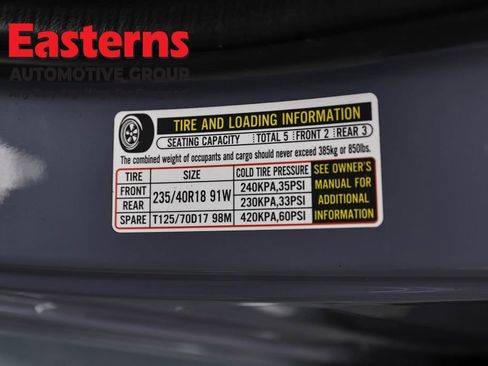 Easterns
AUTOMOTIVE GROUP
TIRE AND LOADING INFORMATION
SEATING CAPACITY TOTAL 5 FRONT 2 REAR 3
The combined weight of occupants and cargo should never exceed 385kg or 850lbs.
TIRE SIZE COLD TIRE PRESSURE SEE OWNER'S
FRONT 235/40R18 91W 240KPA,35PSI MANUAL FOR
REAR 230KPA,33PSI ADDITIONAL
SPARE T125/70D17 98M 420KPA,60PSI INFORMATION